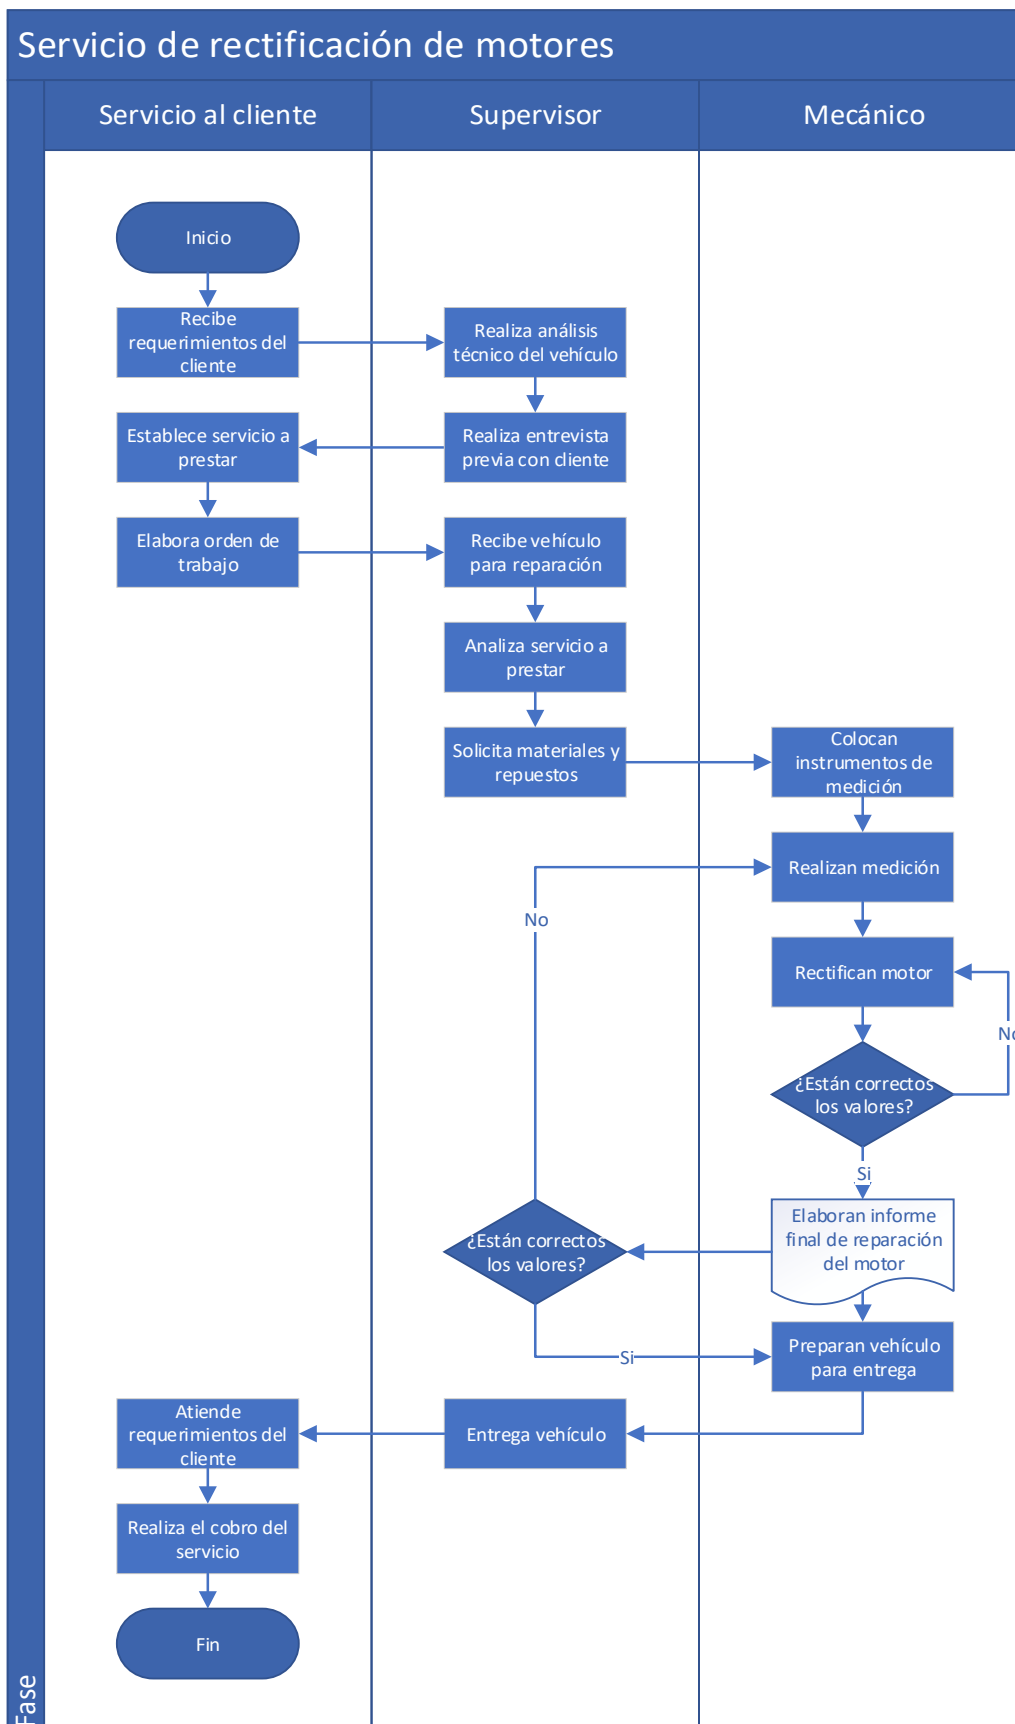 Servicio de rectificación de motores
Servicio al cliente
Supervisor
Mecánico
Inicio
Recibe
requerimientos del
cliente
Realiza análisis
técnico del vehículo
Establece servicio a
prestar
Realiza entrevista
previa con cliente
Elabora orden de
trabajo
Recibe vehículo
para reparación
Analiza servicio a
prestar
Solicita materiales y
repuestos
Colocan
instrumentos de
medición
Realizan medición
No
Rectifican motor
No
¿Están correctos
los valores?
Si
¿Están correctos
los valores?
Elaboran informe
final de reparación
del motor
Si
Preparan vehículo
para entrega
Atiende
requerimientos del
cliente
Entrega vehículo
Realiza el cobro del
servicio
Fin
Fase